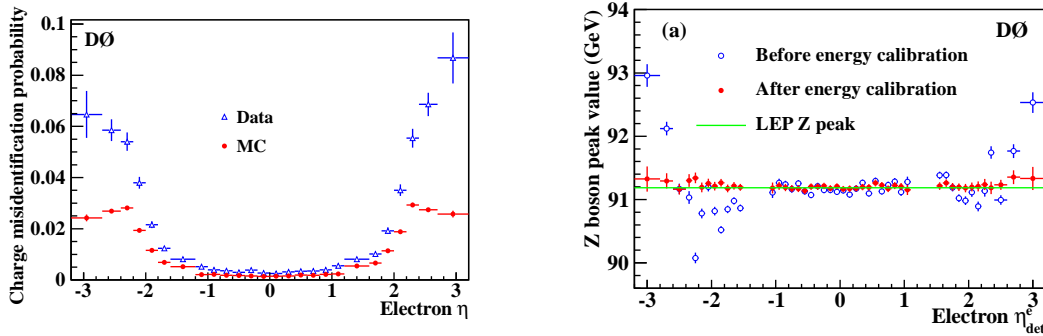 Charge misidentification probability
0.1
0.08
0.06
0.04
0.02
0
DØ
Data
MC
-3 -2 -1 0 1 2 3
Electron η
Z boson peak value (GeV)
94
93
92
91
90
(a)
DØ
Before energy calibration
After energy calibration
LEP Z peak
-3 -2 -1 0 1 2 3
Electron η^e_det